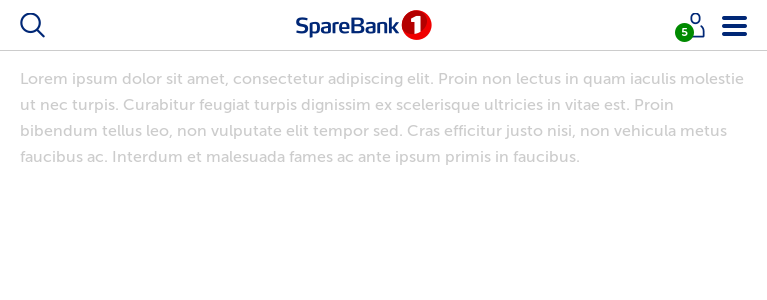 SpareBank 1
5
Lorem ipsum dolor sit amet, consectetur adipiscing elit. Proin non lectus in quam iaculis molestie
ut nec turpis. Curabitur feugiat turpis dignissim ex scelerisque ultricies in vitae est. Proin
bibendum tellus leo, non vulputate elit tempor sed. Cras efficitur justo nisi, non vehicula metus
faucibus ac. Interdum et malesuada fames ac ante ipsum primis in faucibus.